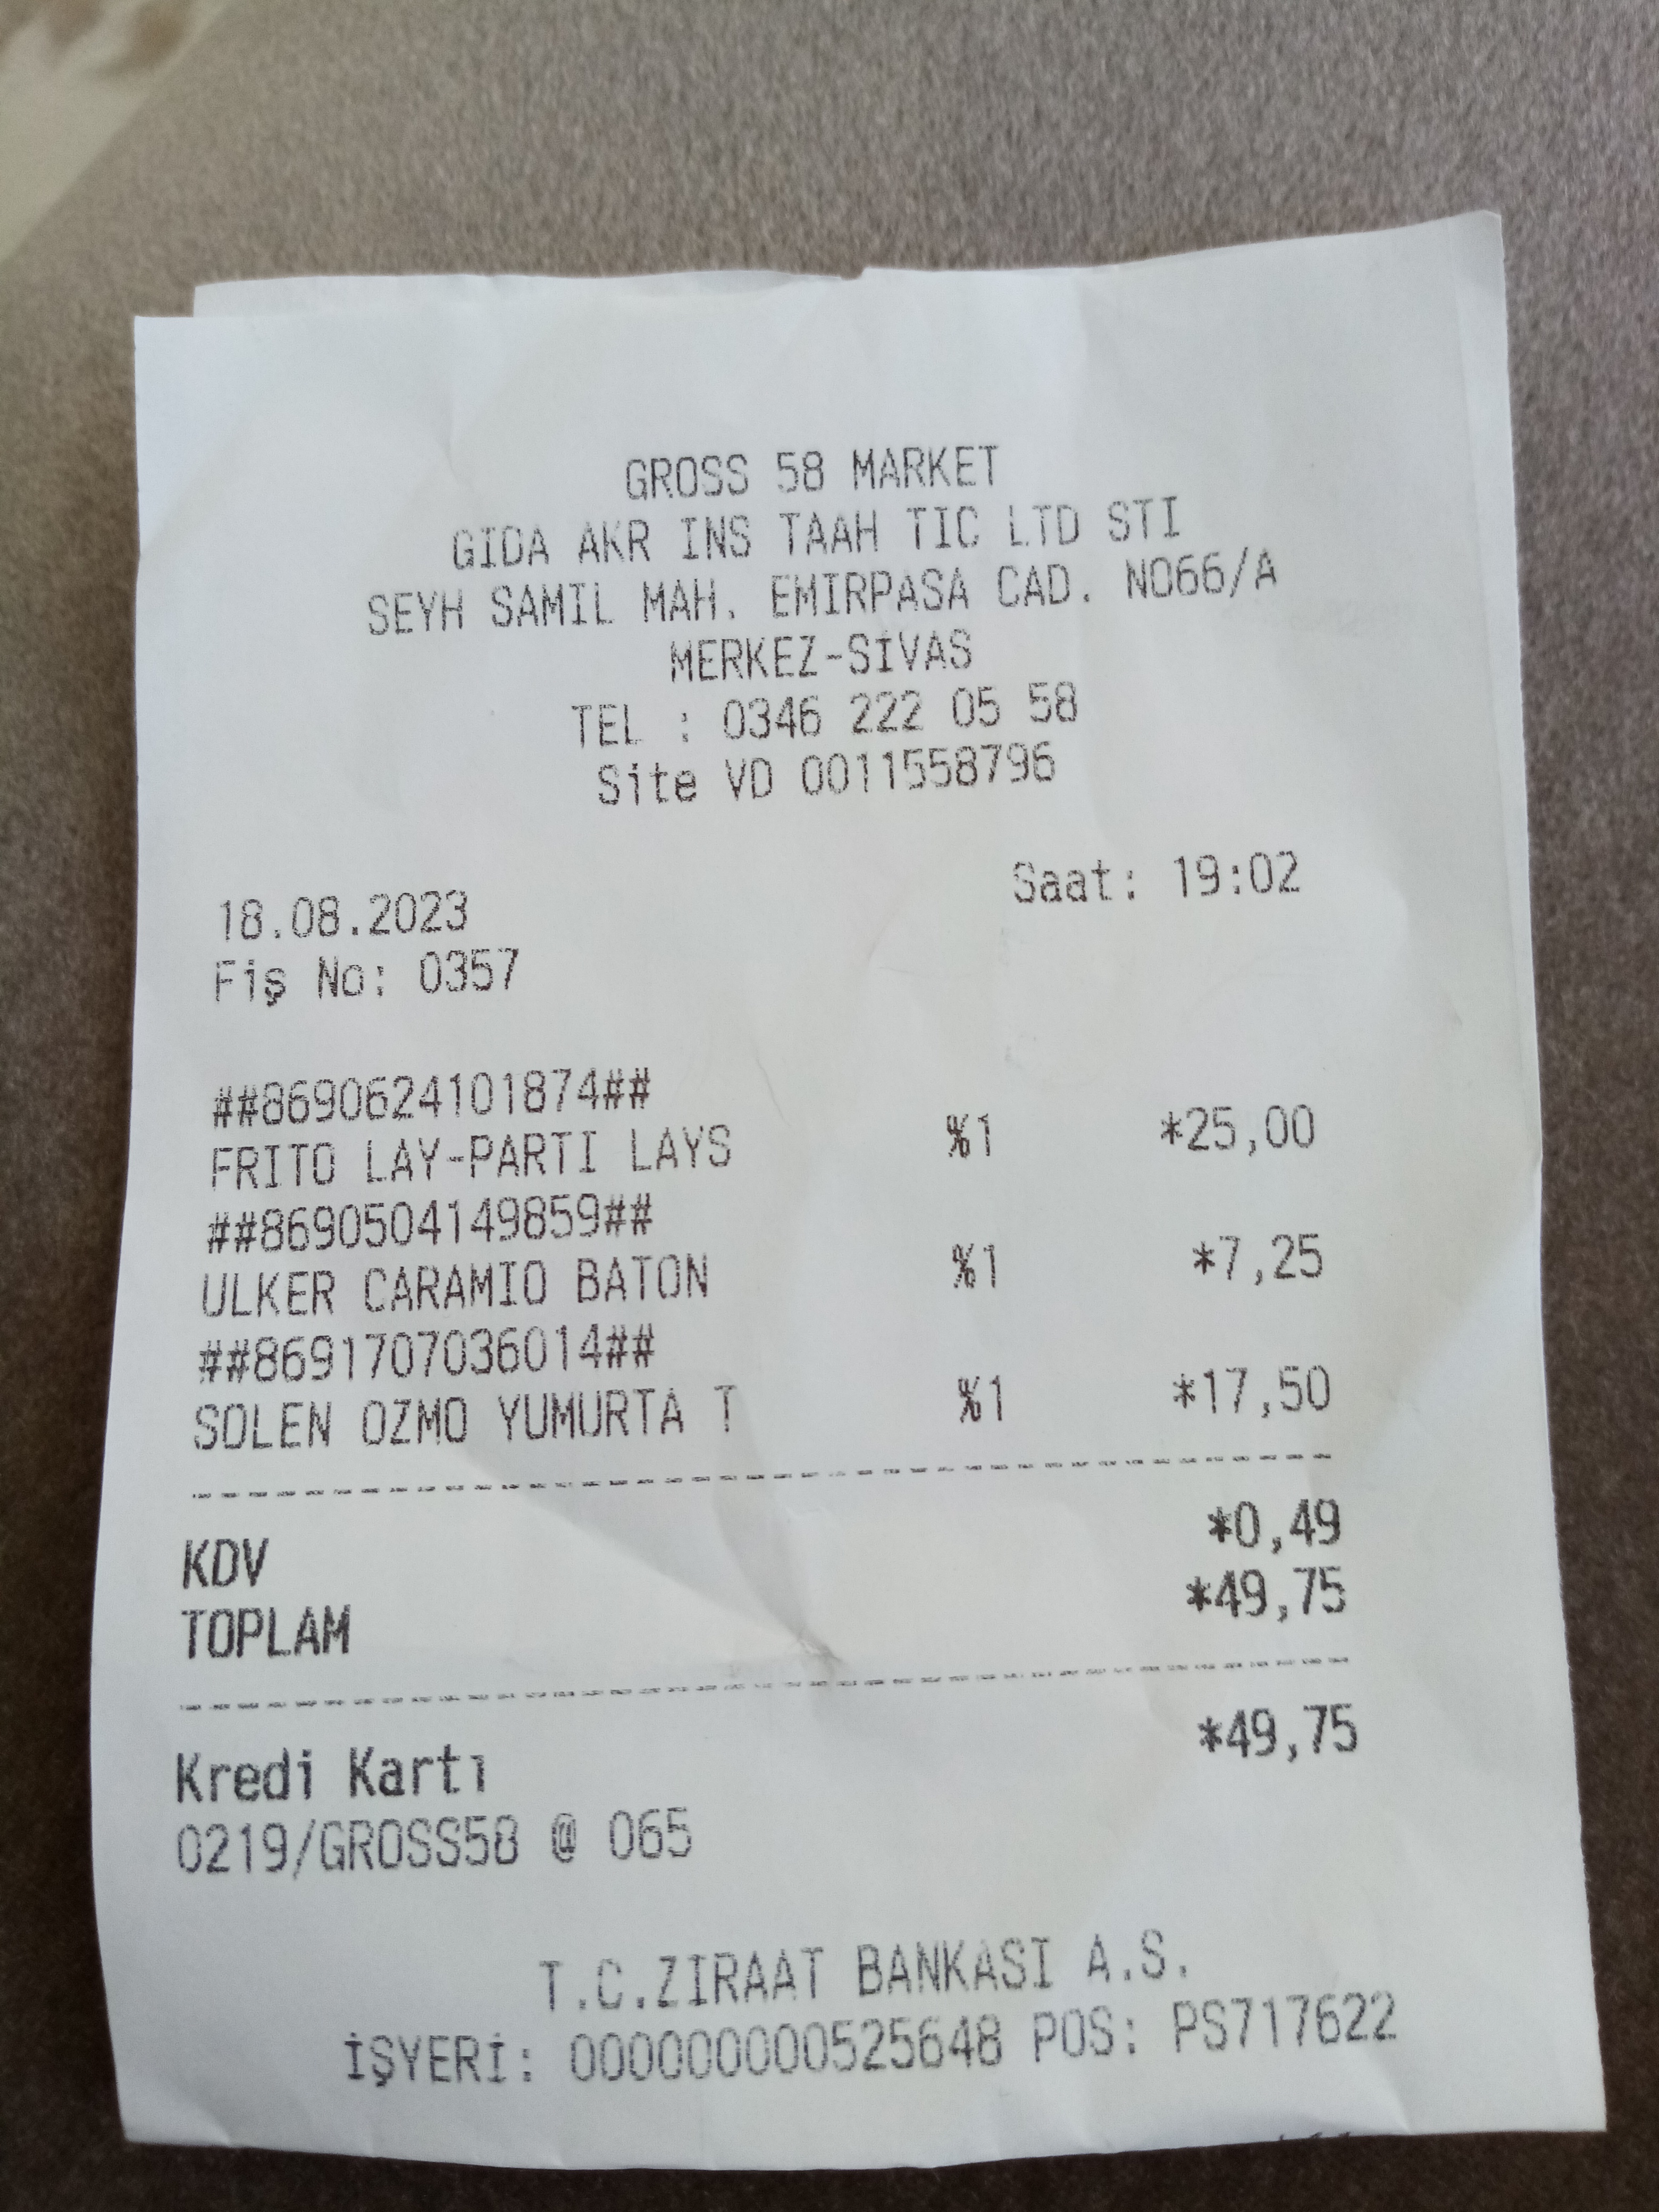 GROSS 58 MARKET
GIDA AKR INS TAAH TIC LTD STI
SEYH SAMIL MAH. EMIRPASA CAD. NO66/A
MERKEZ-SİVAS
TEL : 0346 222 05 58
Site VD 0011558796
18.08.2023 Saat: 19:02
Fiş No: 0357
##8690624101874##
FRITO LAY-PARTI LAYS %1 *25,00
##8690504149859##
ULKER CARAMIO BATON %1 *7,25
##8691707036014##
SOLEN OZMO YUMURTA T %1 *17,50
KDV *0,49
TOPLAM *49,75
Kredi Kartı *49,75
0219/GROSS58 @ 065
T.C.ZIRAAT BANKASI A.S.
İŞYERİ: 000000000525648 POS: PS717622